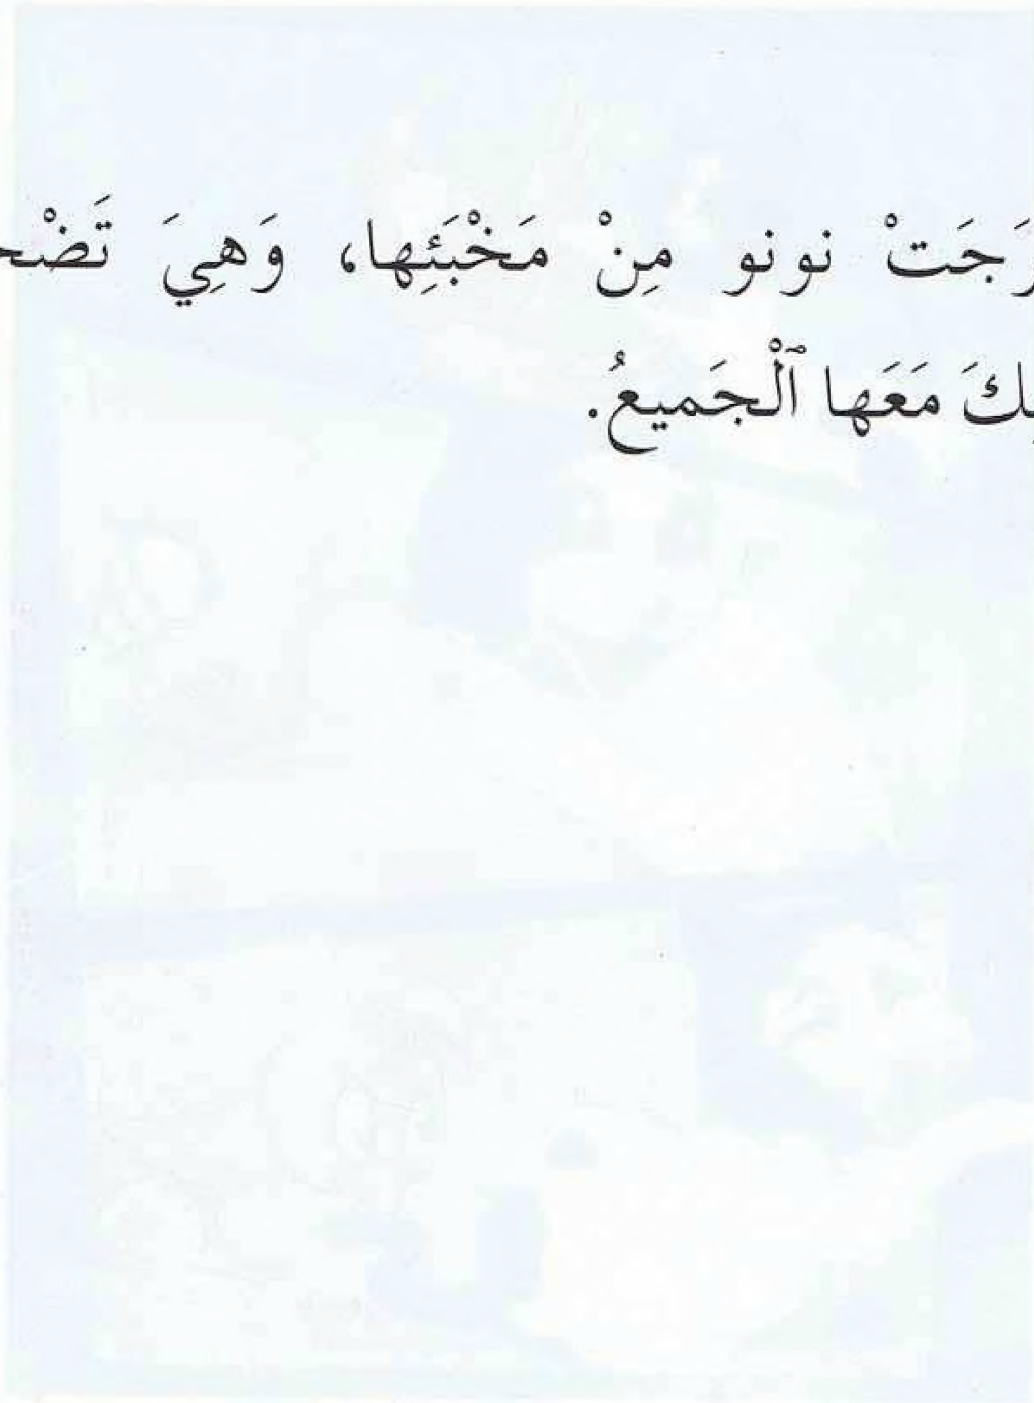 رَجَتْ نونو مِنْ مَخْبَئِها، وَهِيَ تَضْح
كَ مَعَها ٱلْجَميعُ.